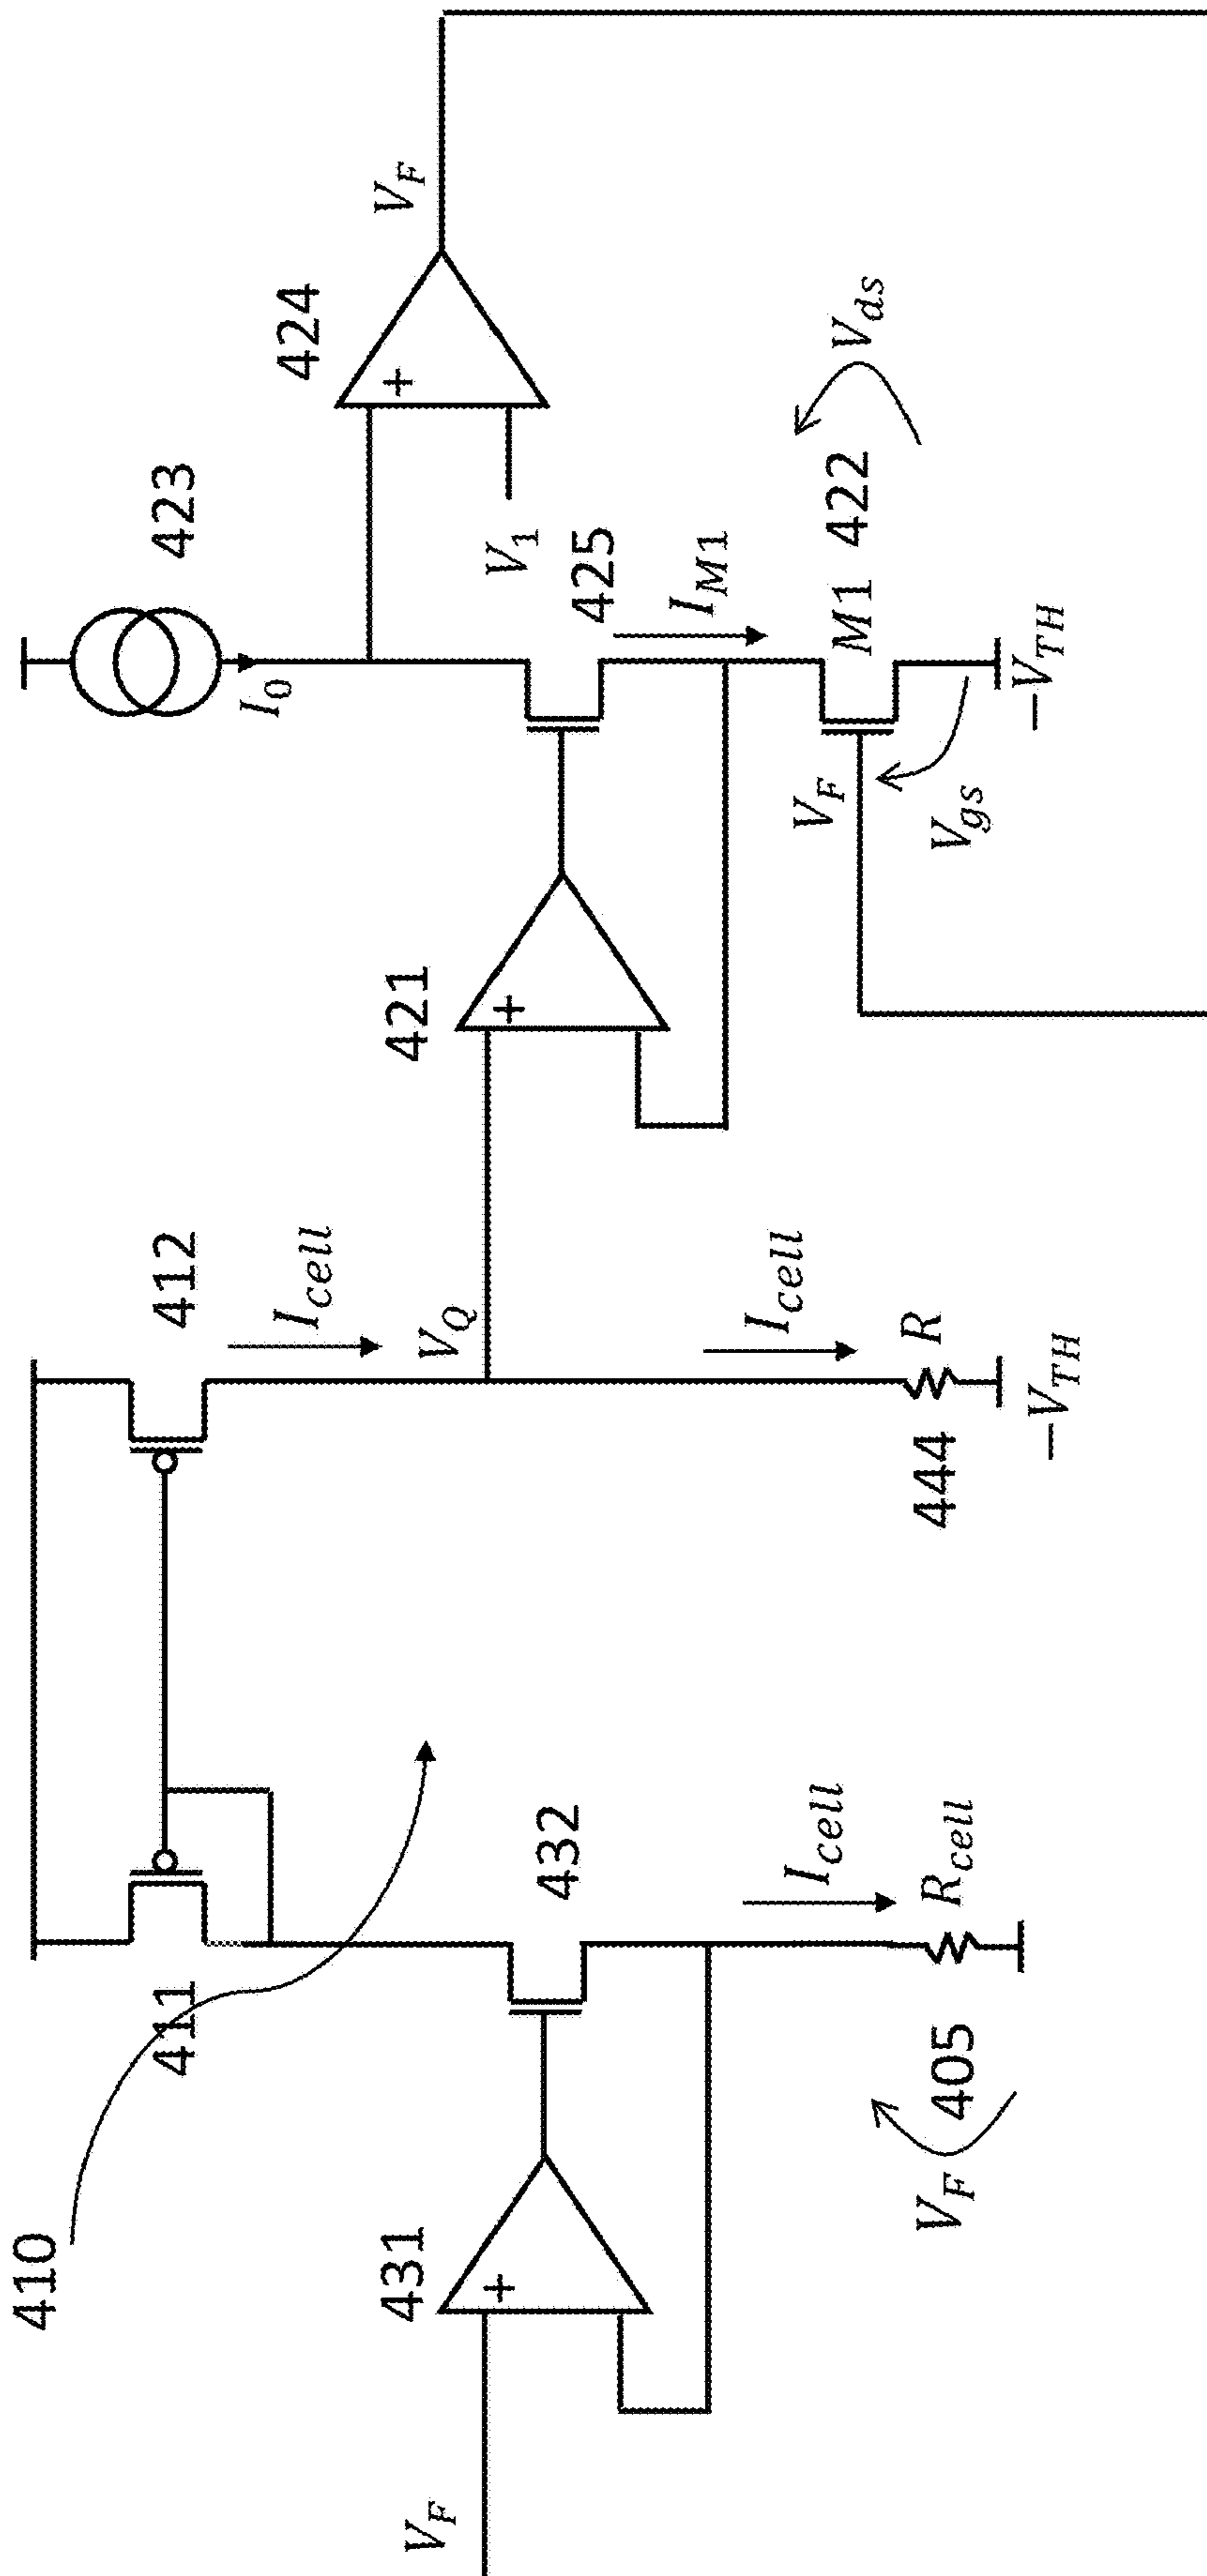 410
411
412
423
I_0
424
V_F
V_F
431
432
V_Q
I_cell
421
V_1
425
I_M1
I_cell
I_cell
V_F
M1
422
V_ds
V_gs
V_F
405
R_cell
444
R
−V_TH
−V_TH